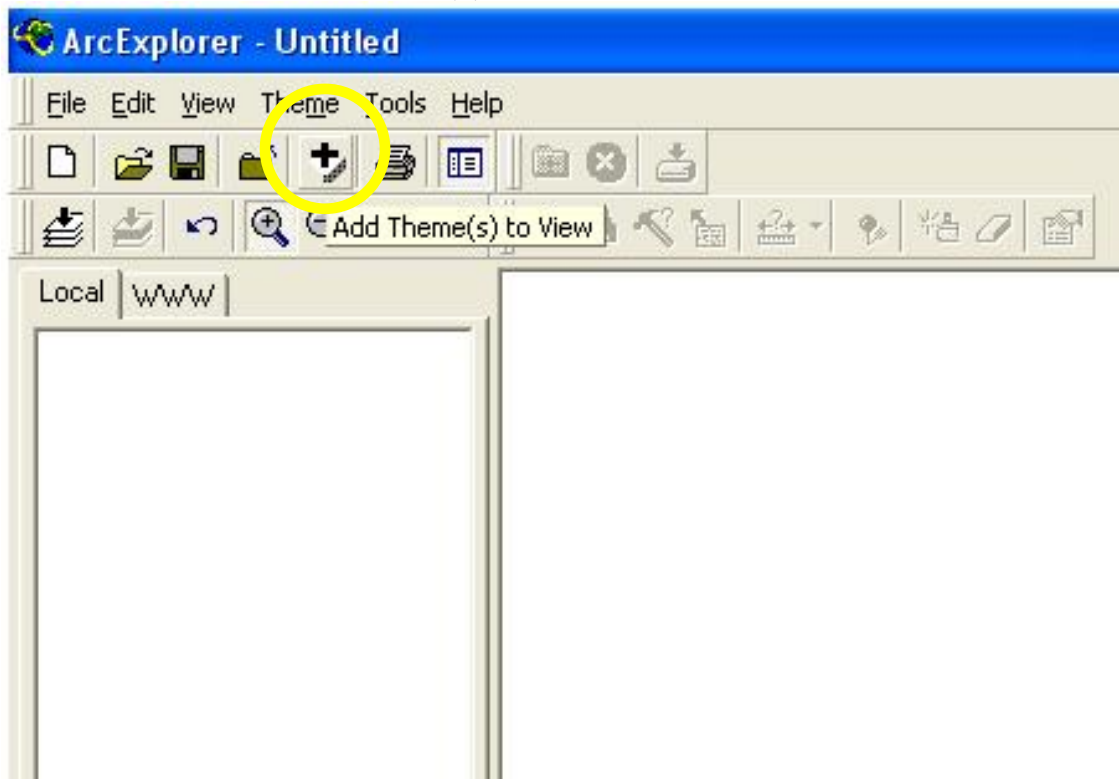 ArcExplorer - Untitled
File Edit View Theme Tools Help
Add Theme(s) to View
Local WWW